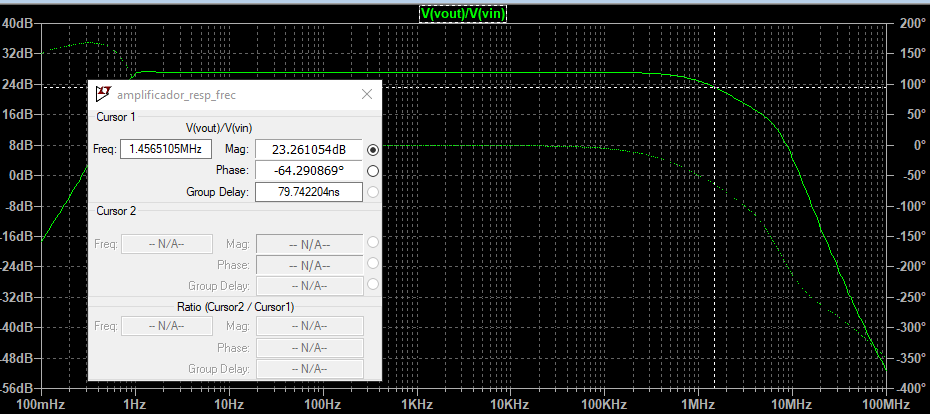 V(vout)/V(vin)
40dB
32dB
24dB
16dB
8dB
0dB
-8dB
-16dB
-24dB
-32dB
-40dB
-48dB
-56dB
200°
150°
100°
50°
0°
-50°
-100°
-150°
-200°
-250°
-300°
-350°
-400°
amplificador_resp_frec
Cursor 1
V(vout)/V(vin)
Freq: 1.4565105MHz Mag: 23.261054dB
Phase: -64.290869°
Group Delay: 79.742204ns
Cursor 2
Freq: -- N/A-- Mag: -- N/A--
Phase: -- N/A--
Group Delay: -- N/A--
Ratio (Cursor2 / Cursor1)
Freq: -- N/A-- Mag: -- N/A--
Phase: -- N/A--
Group Delay: -- N/A--
100mHz 1Hz 10Hz 100Hz 1KHz 10KHz 100KHz 1MHz 10MHz 100MHz